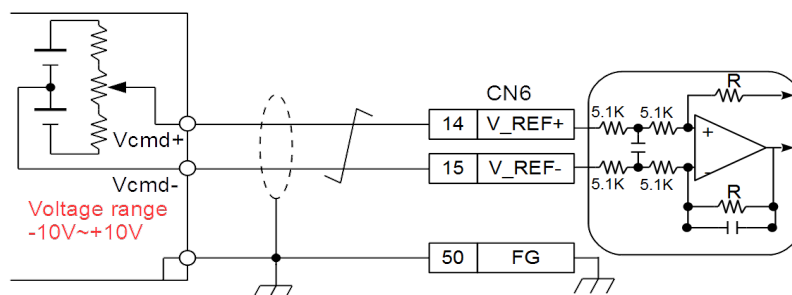 CN6
R
5.1K 5.1K
Vcmd+
14 V_REF+
+
Vcmd-
15 V_REF-
-
5.1K 5.1K
R
Voltage range
-10V~+10V
50 FG